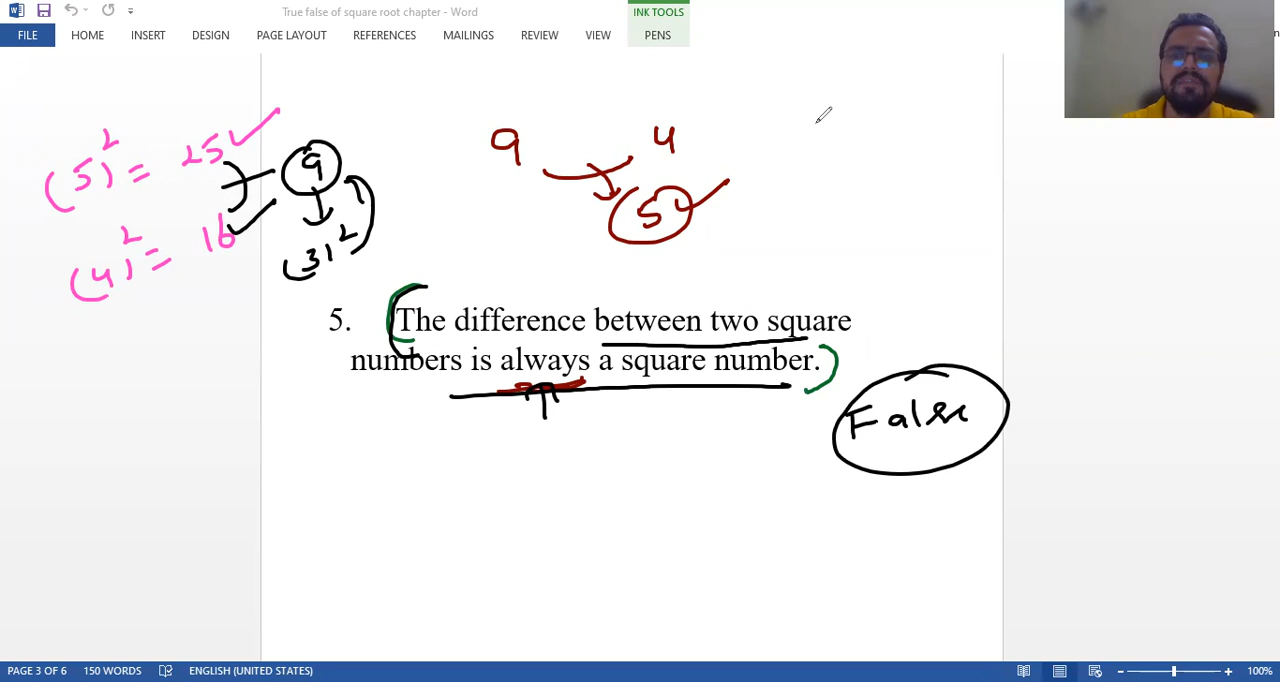 True false of square root chapter - Word
INK TOOLS
FILE HOME INSERT DESIGN PAGE LAYOUT REFERENCES MAILINGS REVIEW VIEW PENS
(5)² = 25 ✓
9
(4)² = 16
(3)²
9 4
5 ✓
5. The difference between two square
numbers is always a square number.
False
PAGE 3 OF 6 150 WORDS ENGLISH (UNITED STATES) 100%